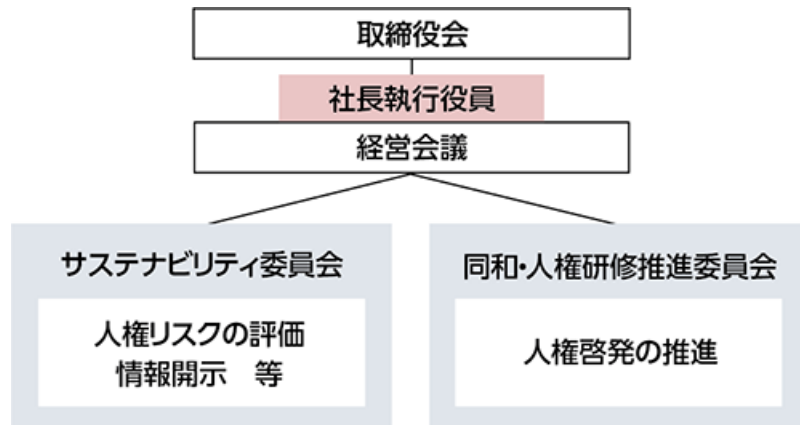 取締役会
社長執行役員
経営会議
サステナビリティ委員会
人権リスクの評価
情報開示　等
同和・人権研修推進委員会
人権啓発の推進